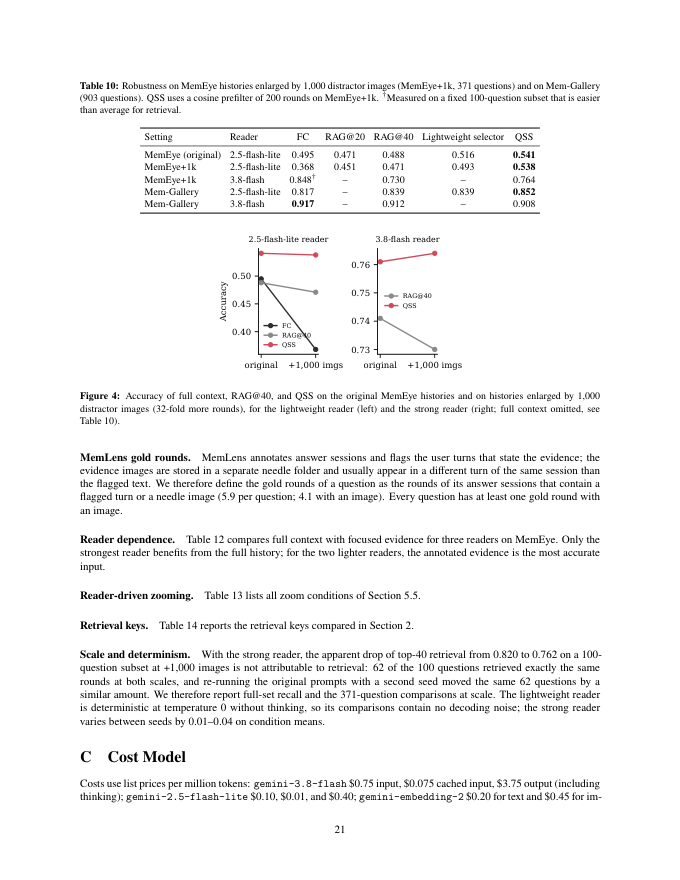 Table 10: Robustness on MemEye histories enlarged by 1,000 distractor images (MemEye+1k, 371 questions) and on Mem-Gallery
(903 questions). QSS uses a cosine prefilter of 200 rounds on MemEye+1k. †Measured on a fixed 100-question subset that is easier
than average for retrieval.
Setting Reader FC RAG@20 RAG@40 Lightweight selector QSS
MemEye (original) 2.5-flash-lite 0.495 0.471 0.488 0.516 0.541
MemEye+1k 2.5-flash-lite 0.368 0.451 0.471 0.493 0.538
MemEye+1k 3.8-flash 0.848† – 0.730 – 0.764
Mem-Gallery 2.5-flash-lite 0.817 – 0.839 0.839 0.852
Mem-Gallery 3.8-flash 0.917 – 0.912 – 0.908
2.5-flash-lite reader 3.8-flash reader
Accuracy
0.50
0.45
0.40
FC
RAG@40
QSS
original +1,000 imgs
0.76
0.75
0.74
0.73
RAG@40
QSS
original +1,000 imgs
Figure 4: Accuracy of full context, RAG@40, and QSS on the original MemEye histories and on histories enlarged by 1,000
distractor images (32-fold more rounds), for the lightweight reader (left) and the strong reader (right; full context omitted, see
Table 10).
MemLens gold rounds. MemLens annotates answer sessions and flags the user turns that state the evidence; the
evidence images are stored in a separate needle folder and usually appear in a different turn of the same session than
the flagged text. We therefore define the gold rounds of a question as the rounds of its answer sessions that contain a
flagged turn or a needle image (5.9 per question; 4.1 with an image). Every question has at least one gold round with
an image.
Reader dependence. Table 12 compares full context with focused evidence for three readers on MemEye. Only the
strongest reader benefits from the full history; for the two lighter readers, the annotated evidence is the most accurate
input.
Reader-driven zooming. Table 13 lists all zoom conditions of Section 5.5.
Retrieval keys. Table 14 reports the retrieval keys compared in Section 2.
Scale and determinism. With the strong reader, the apparent drop of top-40 retrieval from 0.820 to 0.762 on a 100-
question subset at +1,000 images is not attributable to retrieval: 62 of the 100 questions retrieved exactly the same
rounds at both scales, and re-running the original prompts with a second seed moved the same 62 questions by a
similar amount. We therefore report full-set recall and the 371-question comparisons at scale. The lightweight reader
is deterministic at temperature 0 without thinking, so its comparisons contain no decoding noise; the strong reader
varies between seeds by 0.01–0.04 on condition means.
C Cost Model
Costs use list prices per million tokens: gemini-3.8-flash $0.75 input, $0.075 cached input, $3.75 output (including
thinking); gemini-2.5-flash-lite $0.10, $0.01, and $0.40; gemini-embedding-2 $0.20 for text and $0.45 for im-
21